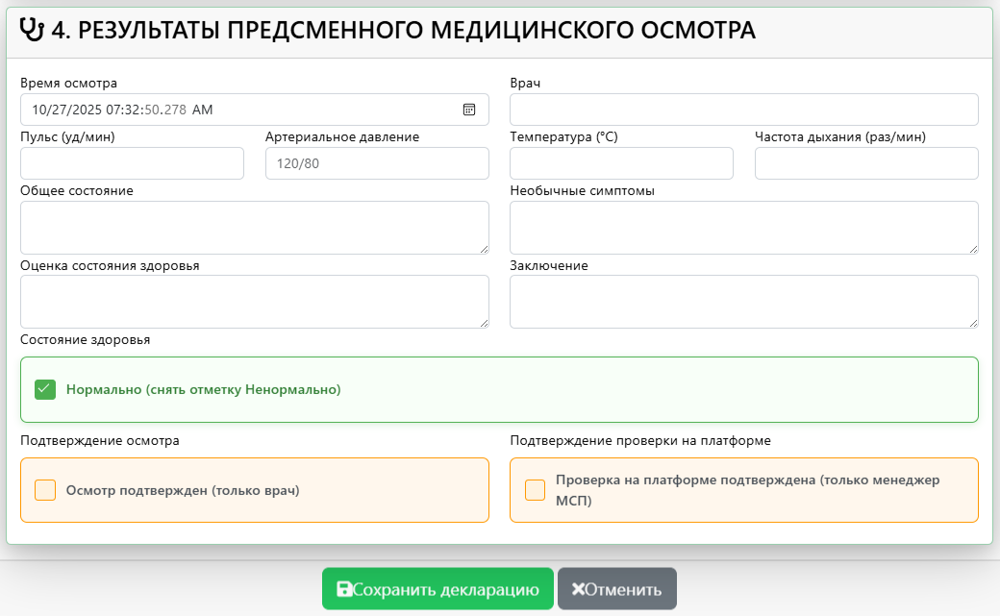 4. РЕЗУЛЬТАТЫ ПРЕДСМЕННОГО МЕДИЦИНСКОГО ОСМОТРА
Время осмотра
Врач
10/27/2025 07:32:50.278 AM
Пульс (уд/мин)
Артериальное давление
Температура (°C)
Частота дыхания (раз/мин)
120/80
Общее состояние
Необычные симптомы
Оценка состояния здоровья
Заключение
Состояние здоровья
Нормально (снять отметку Ненормально)
Подтверждение осмотра
Подтверждение проверки на платформе
Осмотр подтвержден (только врач)
Проверка на платформе подтверждена (только менеджер
МСП)
Сохранить декларацию
Отменить